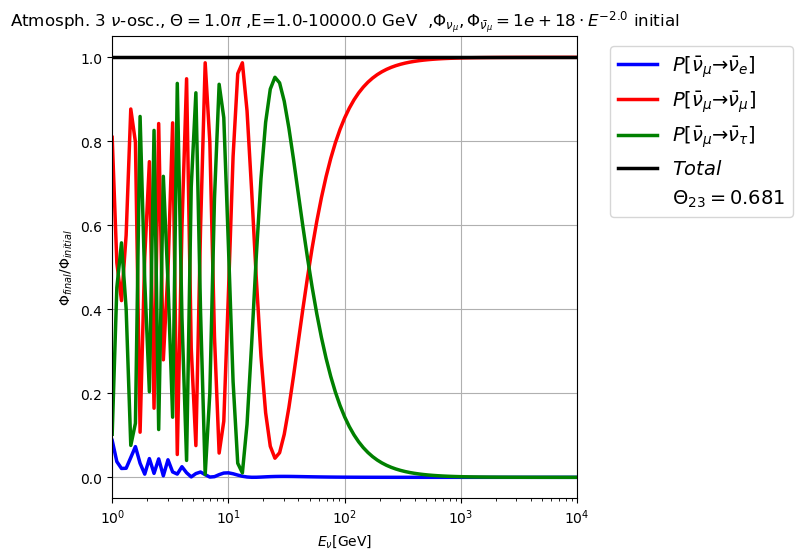 Atmosph. 3 ν-osc., Θ = 1.0π ,E=1.0-10000.0 GeV ,Φ_{ν_μ}, Φ_{ν̄_μ} = 1e + 18 · E^{−2.0} initial
P[ν̄_μ→ν̄_e]
P[ν̄_μ→ν̄_μ]
P[ν̄_μ→ν̄_τ]
Total
Θ_{23} = 0.681
Φ_{final}/Φ_{initial}
1.0
0.8
0.6
0.4
0.2
0.0
10^0 10^1 10^2 10^3 10^4
E_ν[GeV]